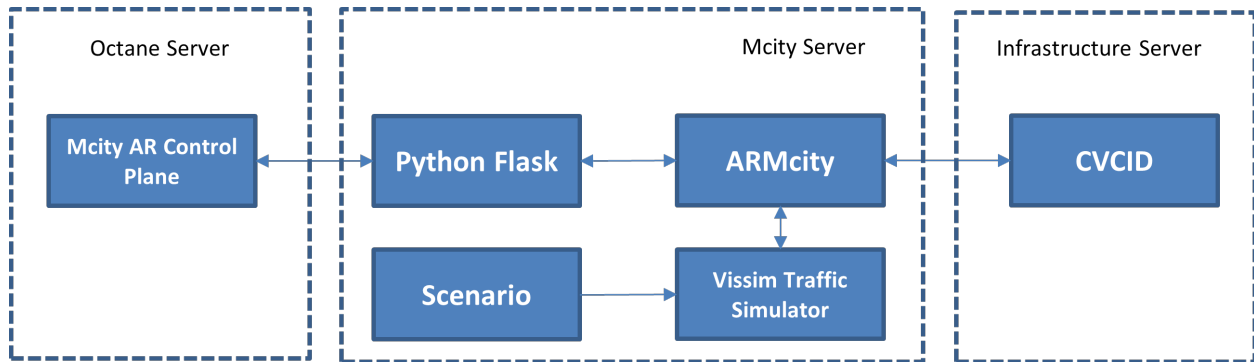 Octane Server
Mcity Server
Infrastructure Server
Mcity AR Control
Plane
Python Flask
ARMcity
CVCID
Scenario
Vissim Traffic
Simulator